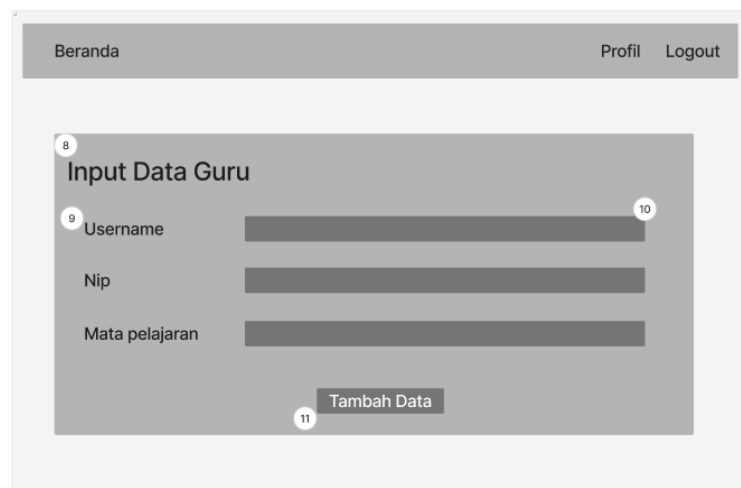 Beranda Profil Logout
8
Input Data Guru
9 Username 10
Nip
Mata pelajaran
Tambah Data
11